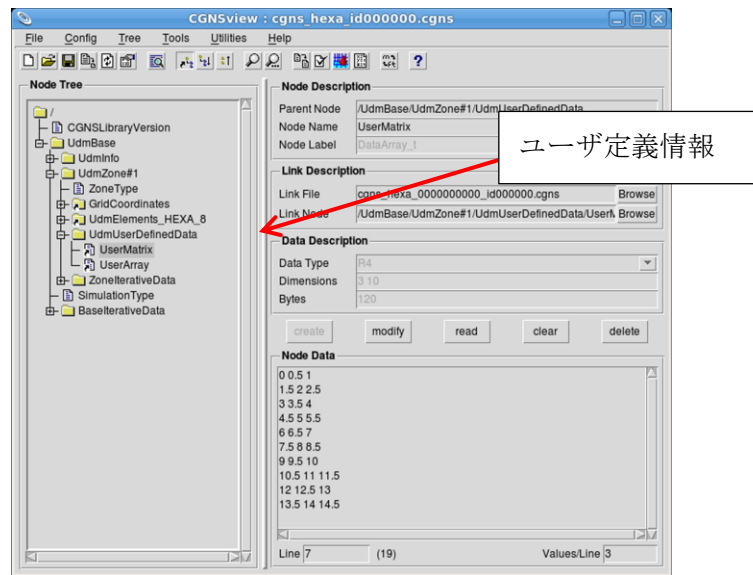 CGNSview : cgns_hexa_id000000.cgns
File Config Tree Tools Utilities Help
Node Tree
/
CGNSLibraryVersion
UdmBase
UdmInfo
UdmZone#1
ZoneType
GridCoordinates
UdmElements_HEXA_8
UdmUserDefinedData
UserMatrix
UserArray
ZoneIterativeData
SimulationType
BaseIterativeData
Node Description
Parent Node /UdmBase/UdmZone#1/UdmUserDefinedData
Node Name UserMatrix
Node Label DataArray_t
ユーザ定義情報
Link Description
Link File cgns_hexa_0000000000_id000000.cgns Browse
Link Node /UdmBase/UdmZone#1/UdmUserDefinedData/UserM Browse
Data Description
Data Type R4
Dimensions 3 10
Bytes 120
create modify read clear delete
Node Data
0 0.5 1
1.5 2 2.5
3 3.5 4
4.5 5 5.5
6 6.5 7
7.5 8 8.5
9 9.5 10
10.5 11 11.5
12 12.5 13
13.5 14 14.5
Line 7 (19) Values/Line 3